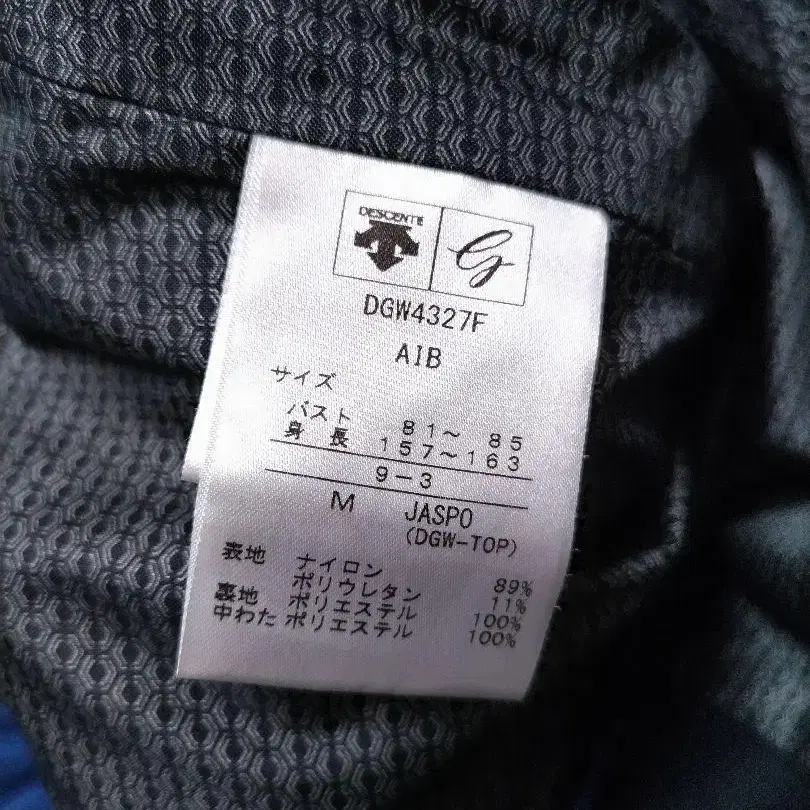 DESCENTE
G
DGW4327F
AIB
サイズ
バスト 81～ 85
身 長 157～163
9－3
M JASPO
(DGW-TOP)
表地 ナイロン 89%
ポリウレタン 11%
裏地 ポリエステル 100%
中わた ポリエステル 100%